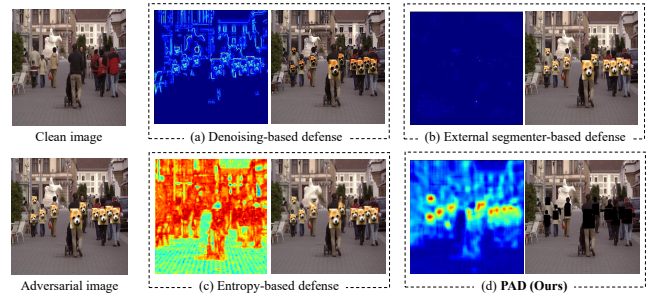 Clean image
(a) Denoising-based defense
(b) External segmenter-based defense
Adversarial image
(c) Entropy-based defense
(d) PAD (Ours)